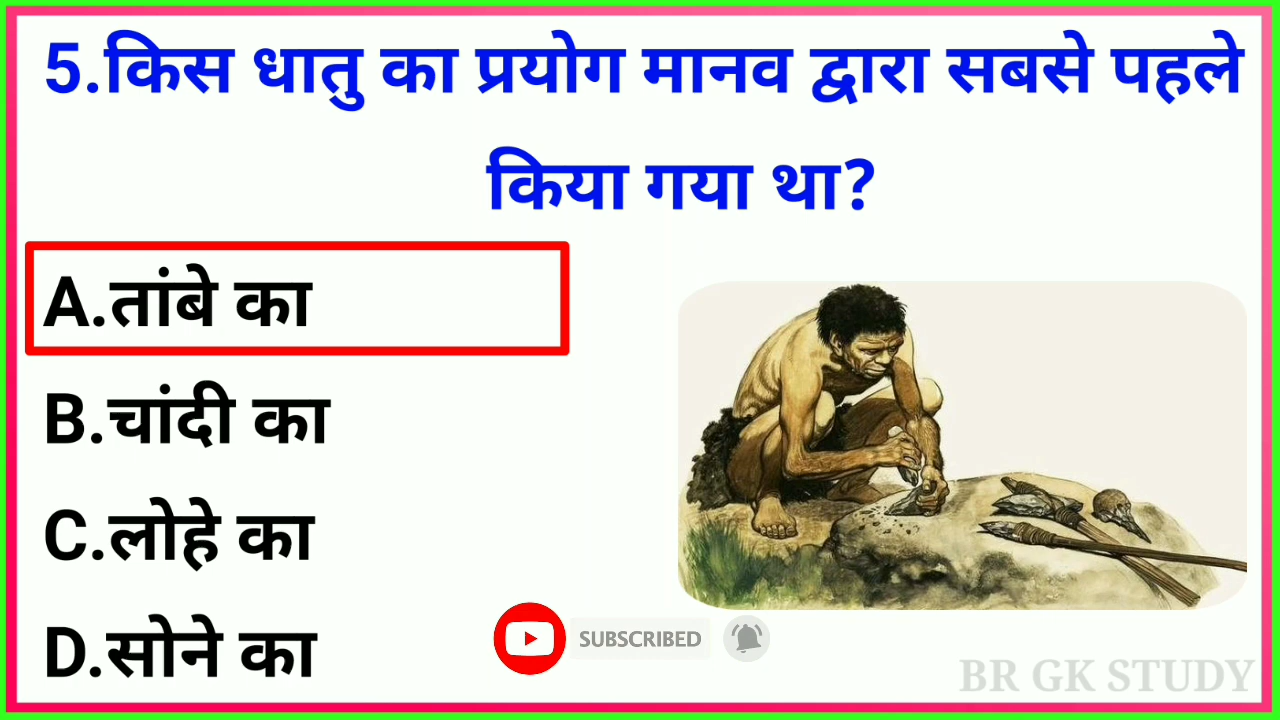 5.किस धातु का प्रयोग मानव द्वारा सबसे पहले
किया गया था?
A.तांबे का
B.चांदी का
C.लोहे का
D.सोने का
SUBSCRIBED
BR GK STUDY